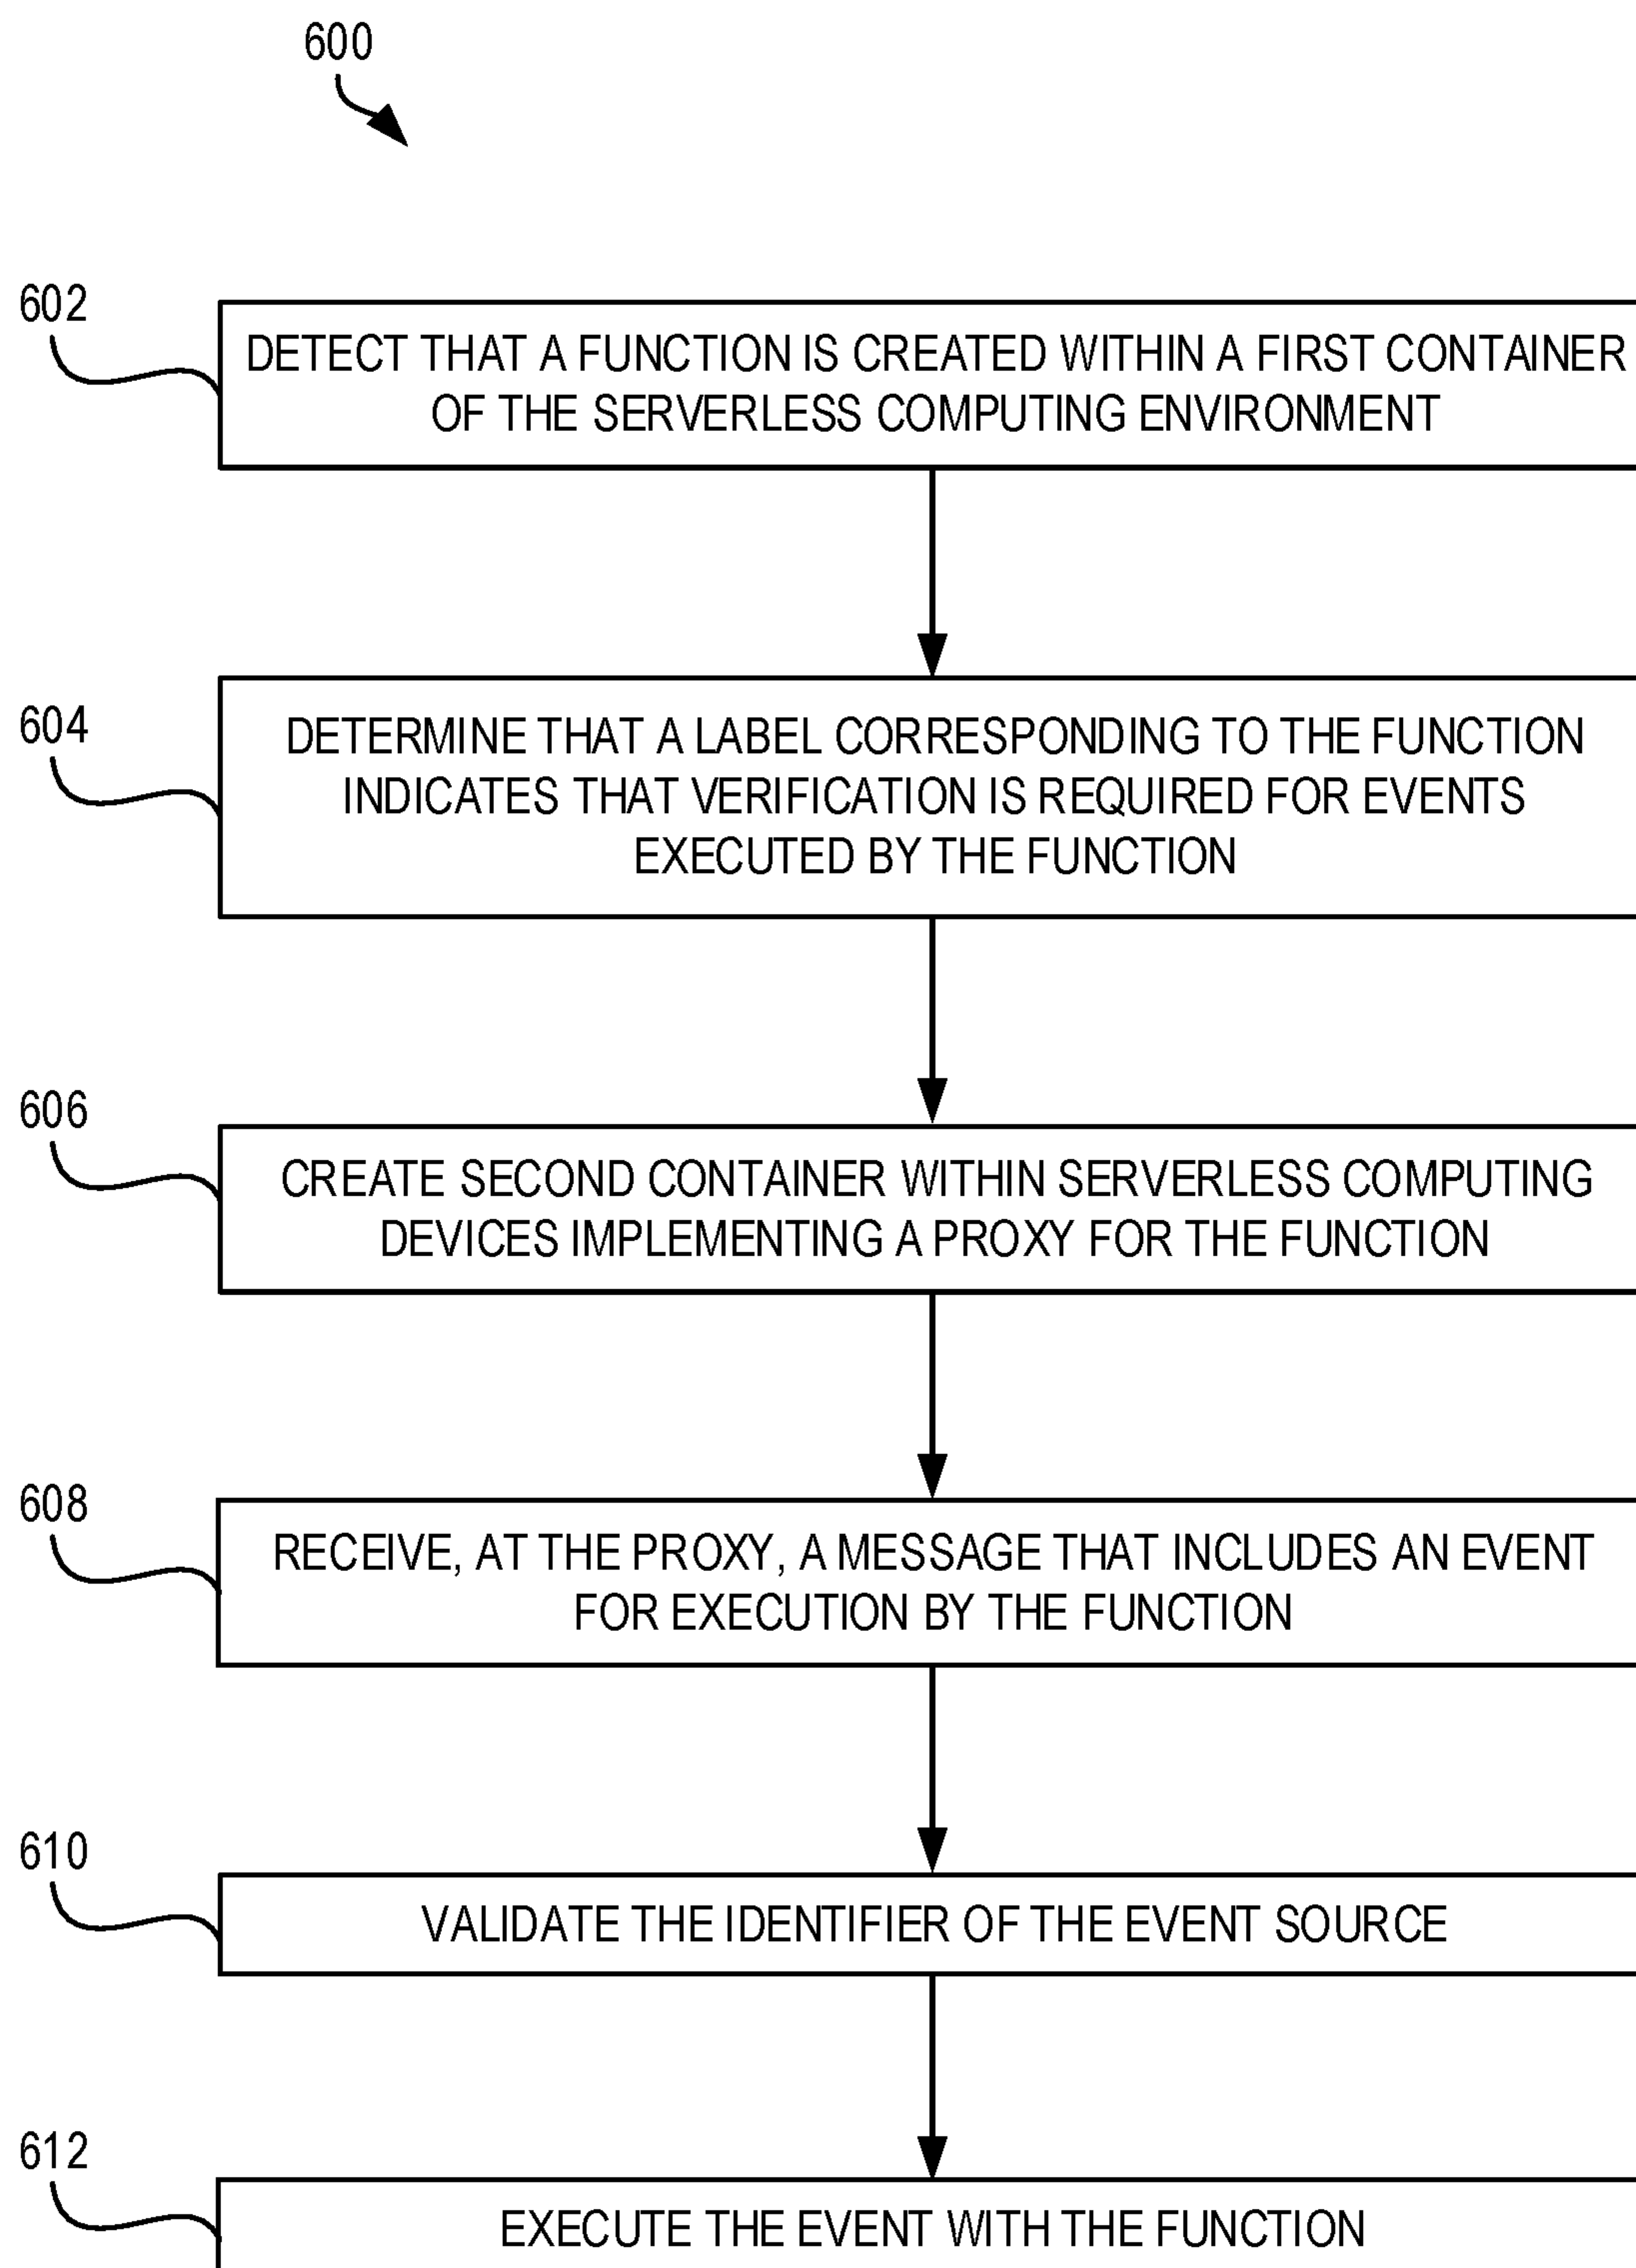 600
602
DETECT THAT A FUNCTION IS CREATED WITHIN A FIRST CONTAINER
OF THE SERVERLESS COMPUTING ENVIRONMENT
604
DETERMINE THAT A LABEL CORRESPONDING TO THE FUNCTION
INDICATES THAT VERIFICATION IS REQUIRED FOR EVENTS
EXECUTED BY THE FUNCTION
606
CREATE SECOND CONTAINER WITHIN SERVERLESS COMPUTING
DEVICES IMPLEMENTING A PROXY FOR THE FUNCTION
608
RECEIVE, AT THE PROXY, A MESSAGE THAT INCLUDES AN EVENT
FOR EXECUTION BY THE FUNCTION
610
VALIDATE THE IDENTIFIER OF THE EVENT SOURCE
612
EXECUTE THE EVENT WITH THE FUNCTION